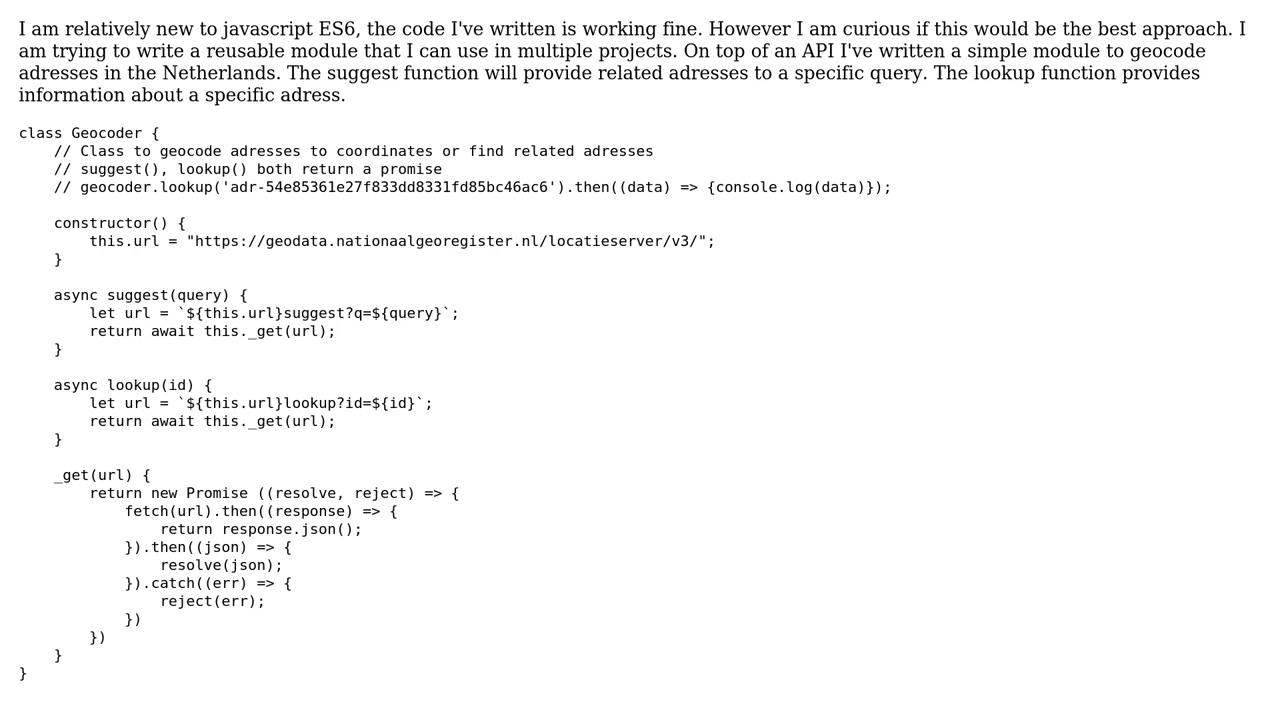 I am relatively new to javascript ES6, the code I've written is working fine. However I am curious if this would be the best approach. I
am trying to write a reusable module that I can use in multiple projects. On top of an API I've written a simple module to geocode
adresses in the Netherlands. The suggest function will provide related adresses to a specific query. The lookup function provides
information about a specific adress.
class Geocoder {
    // Class to geocode adresses to coordinates or find related adresses
    // suggest(), lookup() both return a promise
    // geocoder.lookup('adr-54e85361e27f833dd8331fd85bc46ac6').then((data) => {console.log(data)});

    constructor() {
        this.url = "https://geodata.nationaalgeoregister.nl/locatieserver/v3/";
    }

    async suggest(query) {
        let url = `${this.url}suggest?q=${query}`;
        return await this._get(url);
    }

    async lookup(id) {
        let url = `${this.url}lookup?id=${id}`;
        return await this._get(url);
    }

    _get(url) {
        return new Promise ((resolve, reject) => {
            fetch(url).then((response) => {
                return response.json();
            }).then((json) => {
                resolve(json);
            }).catch((err) => {
                reject(err);
            })
        })
    }
}